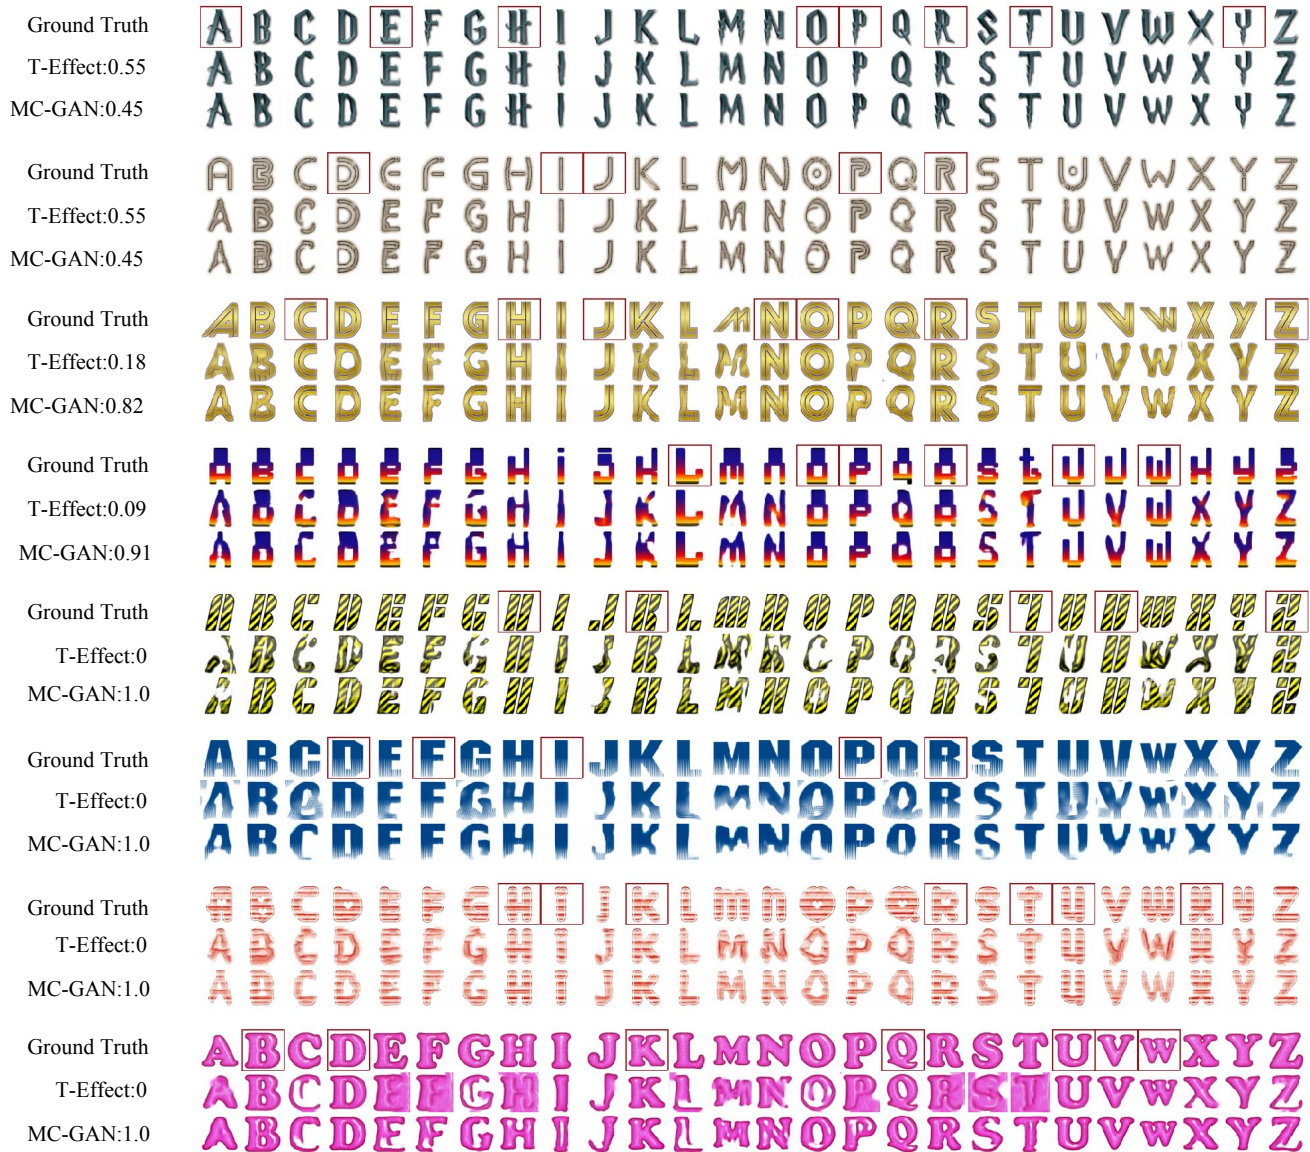 Ground Truth A B C D E F G H I J K L M N O P Q R S T U V W X Y Z
T-Effect:0.55 A B C D E F G H I J K L M N O P Q R S T U V W X Y Z
MC-GAN:0.45 A B C D E F G H I J K L M N O P Q R S T U V W X Y Z
Ground Truth A B C D E F G H I J K L M N O P Q R S T U V W X Y Z
T-Effect:0.55 A B C D E F G H I J K L M N O P Q R S T U V W X Y Z
MC-GAN:0.45 A B C D E F G H I J K L M N O P Q R S T U V W X Y Z
Ground Truth A B C D E F G H I J K L m N O P Q R S T U V W X Y Z
T-Effect:0.18 A B C D E F G H I J K L M N O P Q R S T U V W X Y Z
MC-GAN:0.82 A B C D E F G H I J K L M N O P Q R S T U V W X Y Z
Ground Truth A B C D E F G H i j K L m n O P q R S t U V W X Y Z
T-Effect:0.09 A B C D E F G H I J K L M N O P Q R S T U V W X Y Z
MC-GAN:0.91 A B C D E F G H I J K L M N O P Q R S T U V W X Y Z
Ground Truth A B C D E F G H I J K L m N O P Q R S T U V W X Y Z
T-Effect:0 A B C D E F G H I J K L M N O P Q R S T U V W X Y Z
MC-GAN:1.0 A B C D E F G H I J K L M N O P Q R S T U V W X Y Z
Ground Truth A B C D E F G H I J K L M N O P Q R S T U V W X Y Z
T-Effect:0 A B C D E F G H I J K L M N O P Q R S T U V W X Y Z
MC-GAN:1.0 A B C D E F G H I J K L M N O P Q R S T U V W X Y Z
Ground Truth A B C D E F G H I J K L m n O P Q R S T U V W X Y Z
T-Effect:0 A B C D E F G H I J K L M N O P Q R S T U V W X Y Z
MC-GAN:1.0 A B C D E F G H I J K L M N O P Q R S T U V W X Y Z
Ground Truth A B C D E F G H I J K L M N O P Q R S T U V W X Y Z
T-Effect:0 A B C D E F G H I J K L M N O P Q R S T U V W X Y Z
MC-GAN:1.0 A B C D E F G H I J K L M N O P Q R S T U V W X Y Z